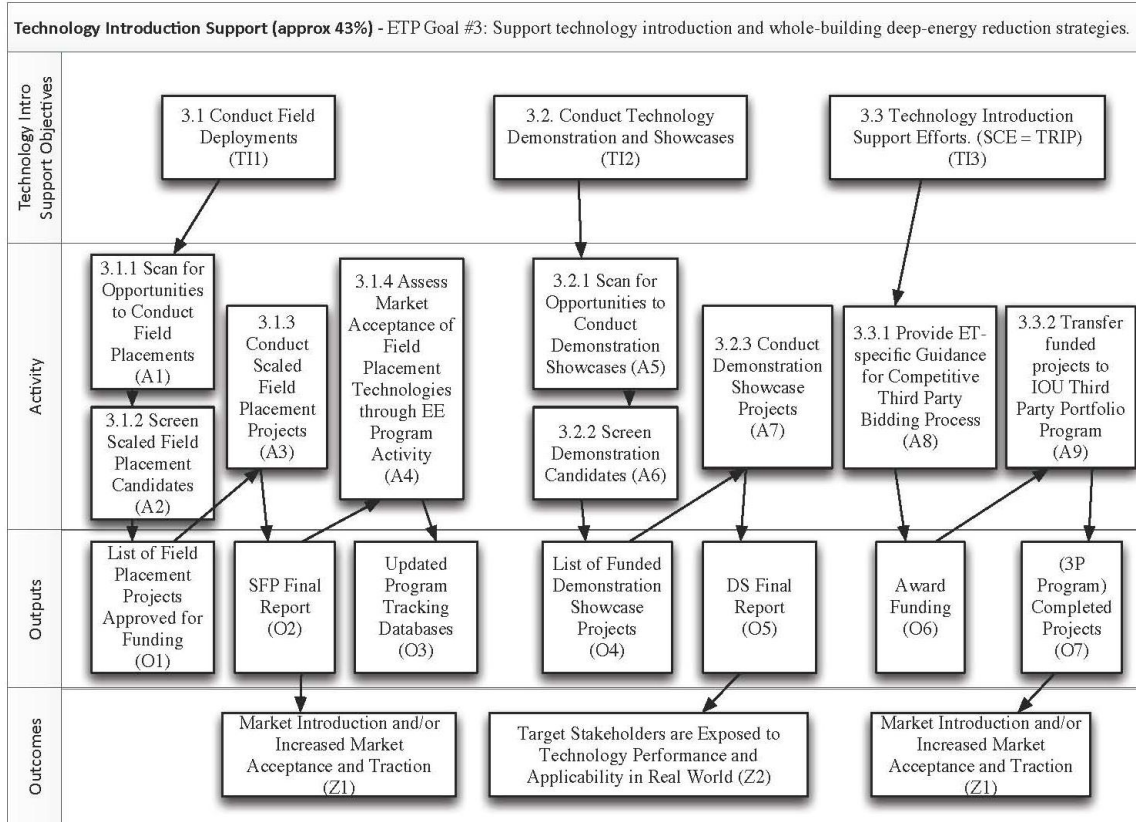 Technology Introduction Support (approx 43%) - ETP Goal #3: Support technology introduction and whole-building deep-energy reduction strategies.
Technology Intro
Support Objectives
3.1 Conduct Field
Deployments
(TI1)
3.2. Conduct Technology
Demonstration and Showcases
(TI2)
3.3 Technology Introduction
Support Efforts. (SCE = TRIP)
(TI3)
Activity
3.1.1 Scan for
Opportunities
to Conduct
Field
Placements
(A1)
3.1.2 Screen
Scaled Field
Placement
Candidates
(A2)
3.1.3
Conduct
Scaled
Field
Placement
Projects
(A3)
3.1.4 Assess
Market
Acceptance of
Field
Placement
Technologies
through EE
Program
Activity
(A4)
3.2.1 Scan for
Opportunities to
Conduct
Demonstration
Showcases (A5)
3.2.2 Screen
Demonstration
Candidates (A6)
3.2.3 Conduct
Demonstration
Showcase
Projects
(A7)
3.3.1 Provide ET-
specific Guidance
for Competitive
Third Party
Bidding Process
(A8)
3.3.2 Transfer
funded
projects to
IOU Third
Party Portfolio
Program
(A9)
Outputs
List of Field
Placement
Projects
Approved for
Funding
(O1)
SFP Final
Report
(O2)
Updated
Program
Tracking
Databases
(O3)
List of Funded
Demonstration
Showcase
Projects
(O4)
DS Final
Report
(O5)
Award
Funding
(O6)
(3P
Program)
Completed
Projects
(O7)
Outcomes
Market Introduction and/or
Increased Market
Acceptance and Traction
(Z1)
Target Stakeholders are Exposed to
Technology Performance and
Applicability in Real World (Z2)
Market Introduction and/or
Increased Market
Acceptance and Traction
(Z1)